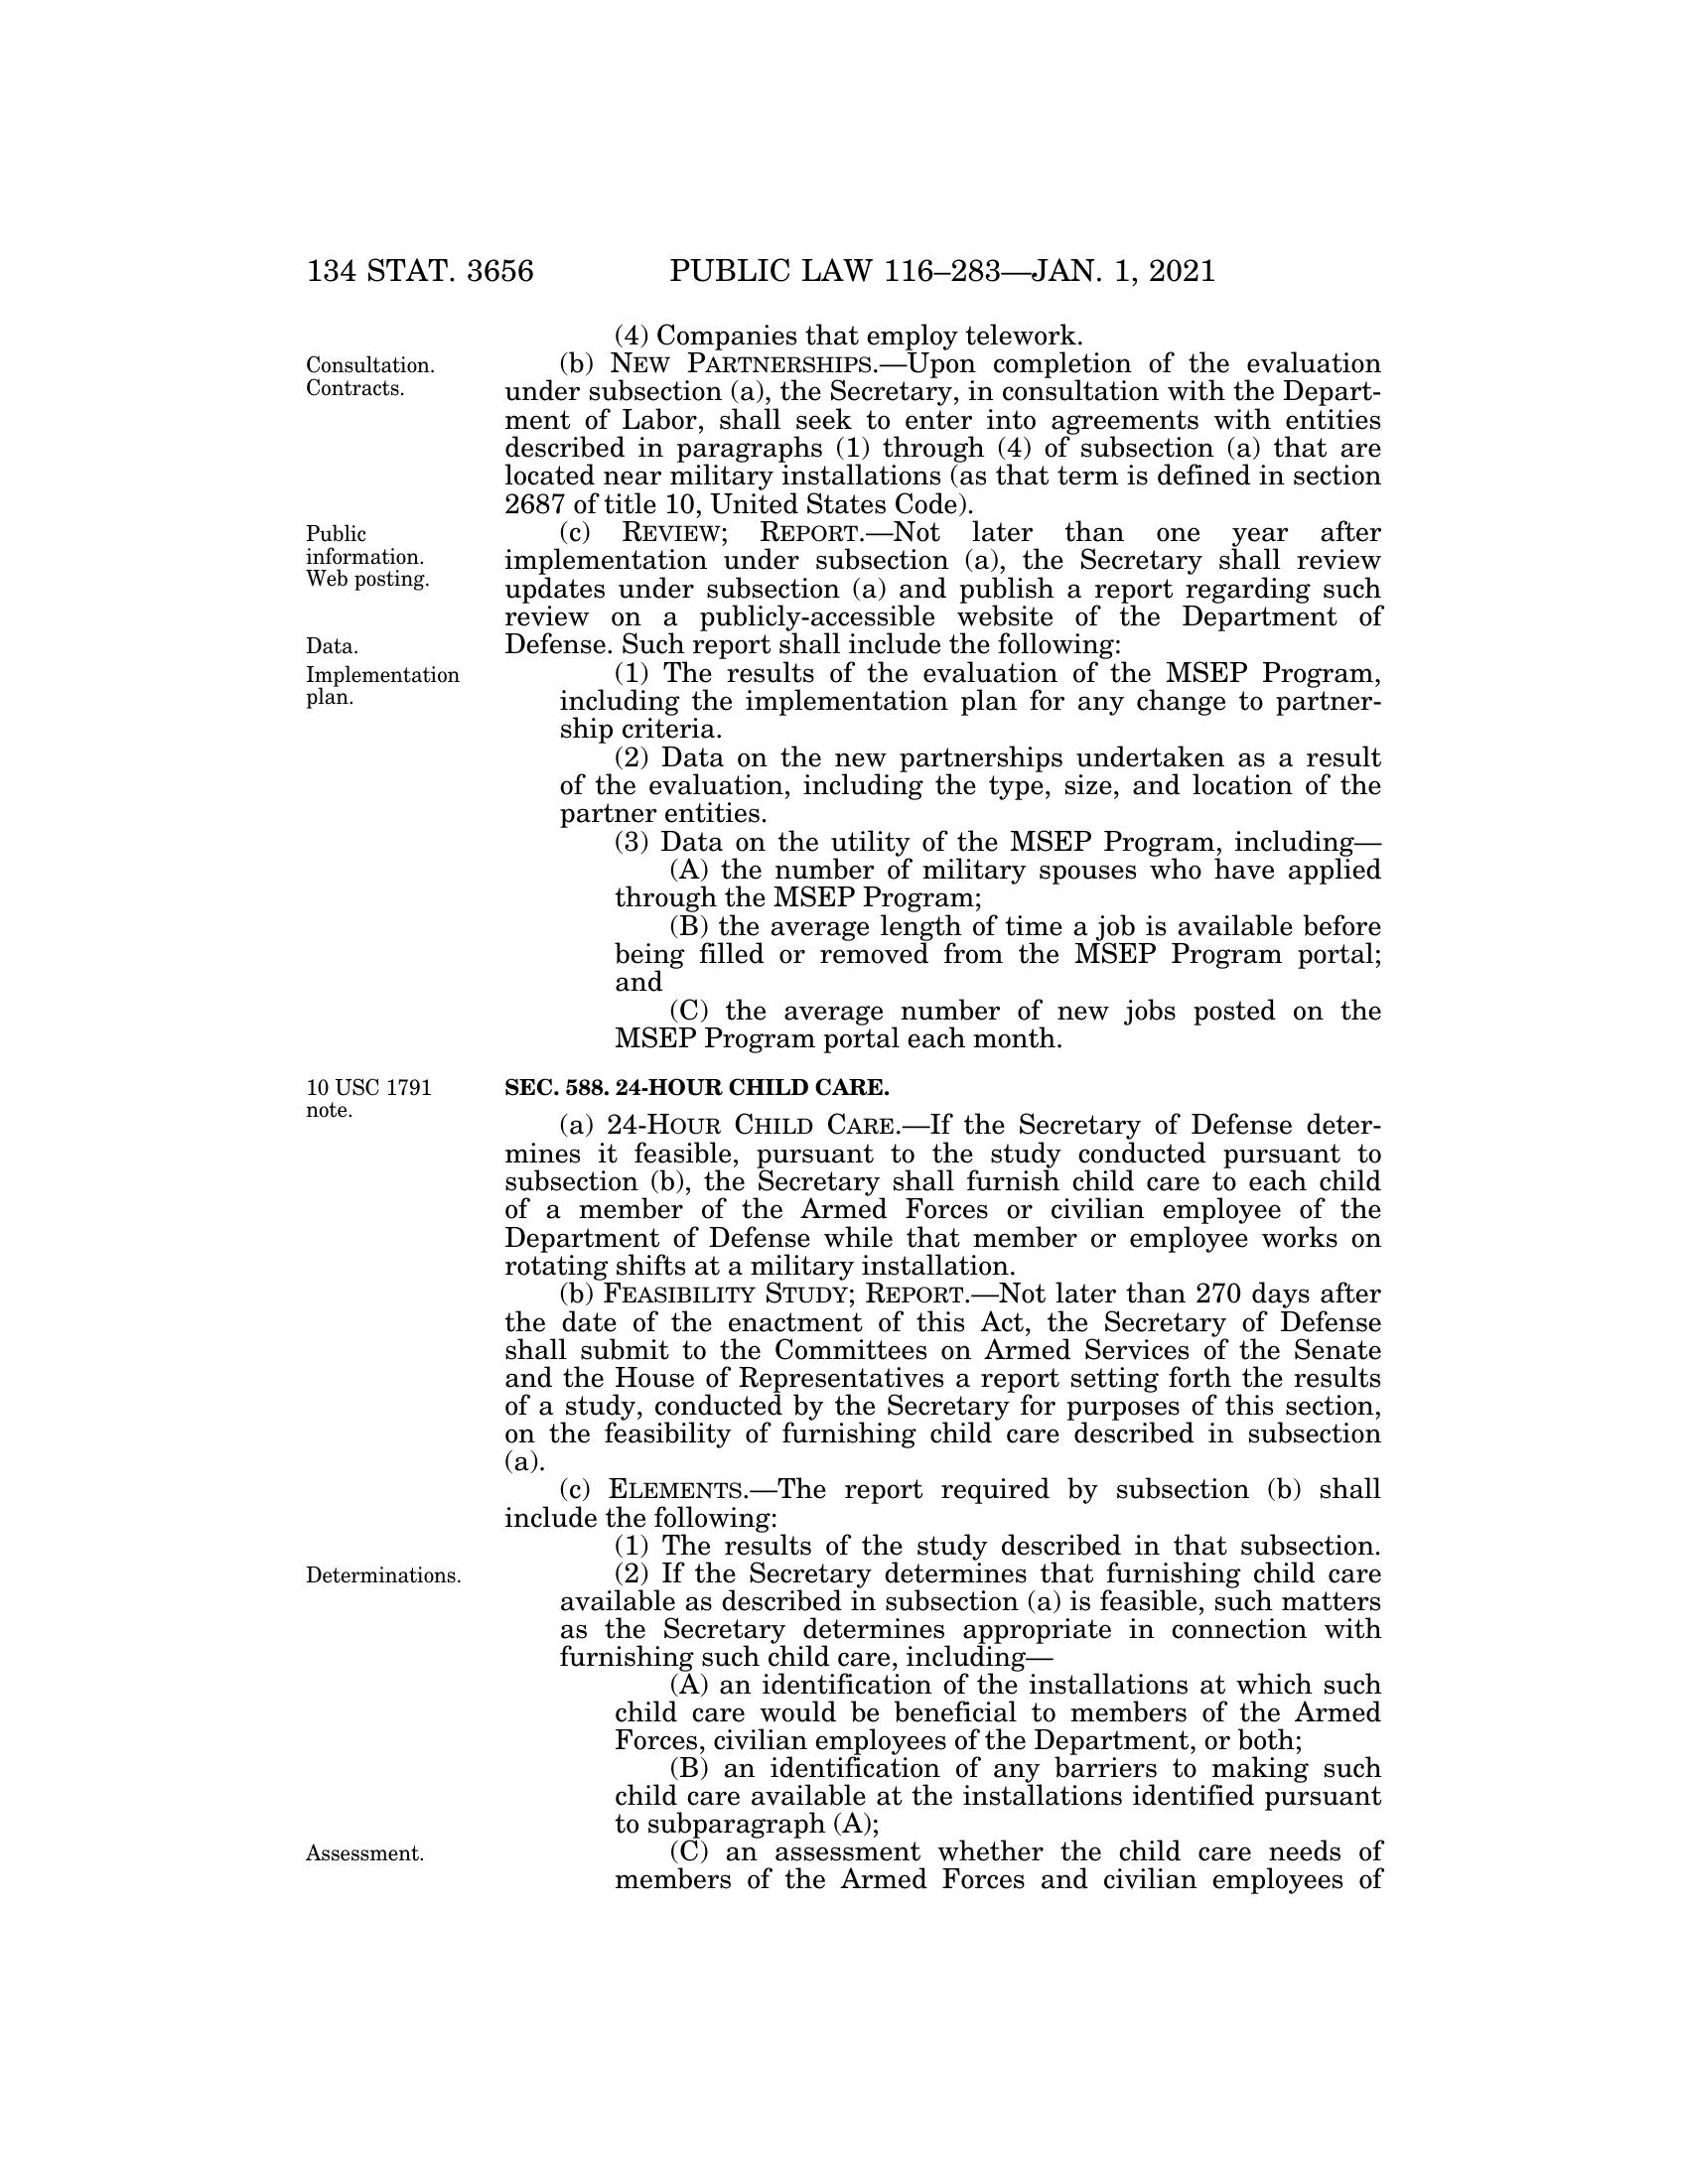 134 STAT. 3656 PUBLIC LAW 116–283—JAN. 1, 2021
(4) Companies that employ telework.
Consultation.
Contracts.
(b) NEW PARTNERSHIPS.—Upon completion of the evaluation
under subsection (a), the Secretary, in consultation with the Depart-
ment of Labor, shall seek to enter into agreements with entities
described in paragraphs (1) through (4) of subsection (a) that are
located near military installations (as that term is defined in section
2687 of title 10, United States Code).
Public
information.
Web posting.
(c) REVIEW; REPORT.—Not later than one year after
implementation under subsection (a), the Secretary shall review
updates under subsection (a) and publish a report regarding such
review on a publicly-accessible website of the Department of
Data.
Defense. Such report shall include the following:
Implementation
plan.
(1) The results of the evaluation of the MSEP Program,
including the implementation plan for any change to partner-
ship criteria.
(2) Data on the new partnerships undertaken as a result
of the evaluation, including the type, size, and location of the
partner entities.
(3) Data on the utility of the MSEP Program, including—
(A) the number of military spouses who have applied
through the MSEP Program;
(B) the average length of time a job is available before
being filled or removed from the MSEP Program portal;
and
(C) the average number of new jobs posted on the
MSEP Program portal each month.
10 USC 1791
note.
SEC. 588. 24-HOUR CHILD CARE.
(a) 24-HOUR CHILD CARE.—If the Secretary of Defense deter-
mines it feasible, pursuant to the study conducted pursuant to
subsection (b), the Secretary shall furnish child care to each child
of a member of the Armed Forces or civilian employee of the
Department of Defense while that member or employee works on
rotating shifts at a military installation.
(b) FEASIBILITY STUDY; REPORT.—Not later than 270 days after
the date of the enactment of this Act, the Secretary of Defense
shall submit to the Committees on Armed Services of the Senate
and the House of Representatives a report setting forth the results
of a study, conducted by the Secretary for purposes of this section,
on the feasibility of furnishing child care described in subsection
(a).
(c) ELEMENTS.—The report required by subsection (b) shall
include the following:
(1) The results of the study described in that subsection.
Determinations.
(2) If the Secretary determines that furnishing child care
available as described in subsection (a) is feasible, such matters
as the Secretary determines appropriate in connection with
furnishing such child care, including—
(A) an identification of the installations at which such
child care would be beneficial to members of the Armed
Forces, civilian employees of the Department, or both;
(B) an identification of any barriers to making such
child care available at the installations identified pursuant
to subparagraph (A);
Assessment.
(C) an assessment whether the child care needs of
members of the Armed Forces and civilian employees of